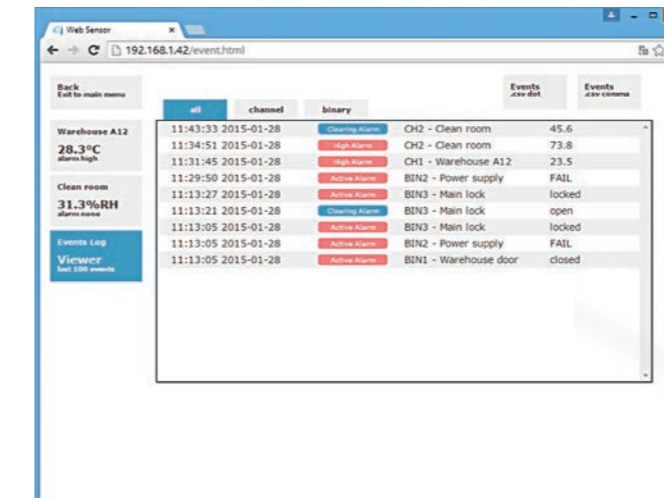 Web Sensor
192.168.1.42/event.html
Back
Exit to main menu
Events
.csv dot
Events
.csv comma
all channel binary
Warehouse A12
28.3°C
alarm high
Clean room
31.3%RH
alarm none
Events Log
Viewer
last 100 events
11:43:33 2015-01-28 Clearing Alarm CH2 - Clean room 45.6
11:34:51 2015-01-28 High Alarm CH2 - Clean room 73.8
11:31:45 2015-01-28 High Alarm CH1 - Warehouse A12 23.5
11:29:50 2015-01-28 Active Alarm BIN2 - Power supply FAIL
11:13:27 2015-01-28 Active Alarm BIN3 - Main lock locked
11:13:21 2015-01-28 Clearing Alarm BIN3 - Main lock open
11:13:05 2015-01-28 Active Alarm BIN3 - Main lock locked
11:13:05 2015-01-28 Active Alarm BIN2 - Power supply FAIL
11:13:05 2015-01-28 Active Alarm BIN1 - Warehouse door closed